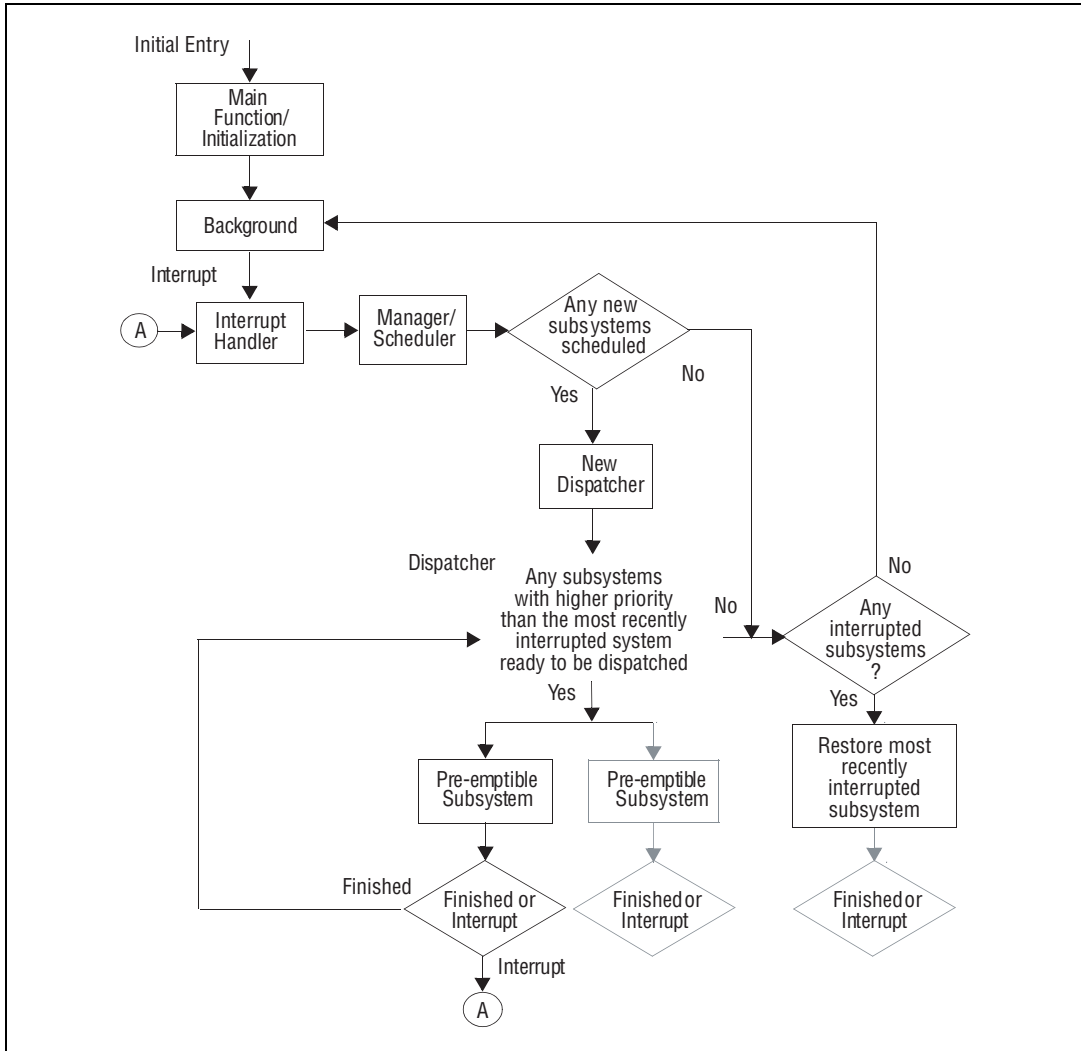 Initial Entry
Main
Function/
Initialization
Background
Interrupt
A
Interrupt
Handler
Manager/
Scheduler
Any new
subsystems
scheduled
No
Yes
New
Dispatcher
Dispatcher
Any subsystems
with higher priority
than the most recently
interrupted system
ready to be dispatched
No
No
Any
interrupted
subsystems
?
Yes
Yes
Pre-emptible
Subsystem
Pre-emptible
Subsystem
Restore most
recently
interrupted
subsystem
Finished
Finished or
Interrupt
Finished or
Interrupt
Finished or
Interrupt
Interrupt
A